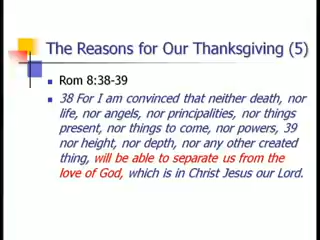 The Reasons for Our Thanksgiving (5)
Rom 8:38-39
38 For I am convinced that neither death, nor
life, nor angels, nor principalities, nor things
present, nor things to come, nor powers, 39
nor height, nor depth, nor any other created
thing, will be able to separate us from the
love of God, which is in Christ Jesus our Lord.